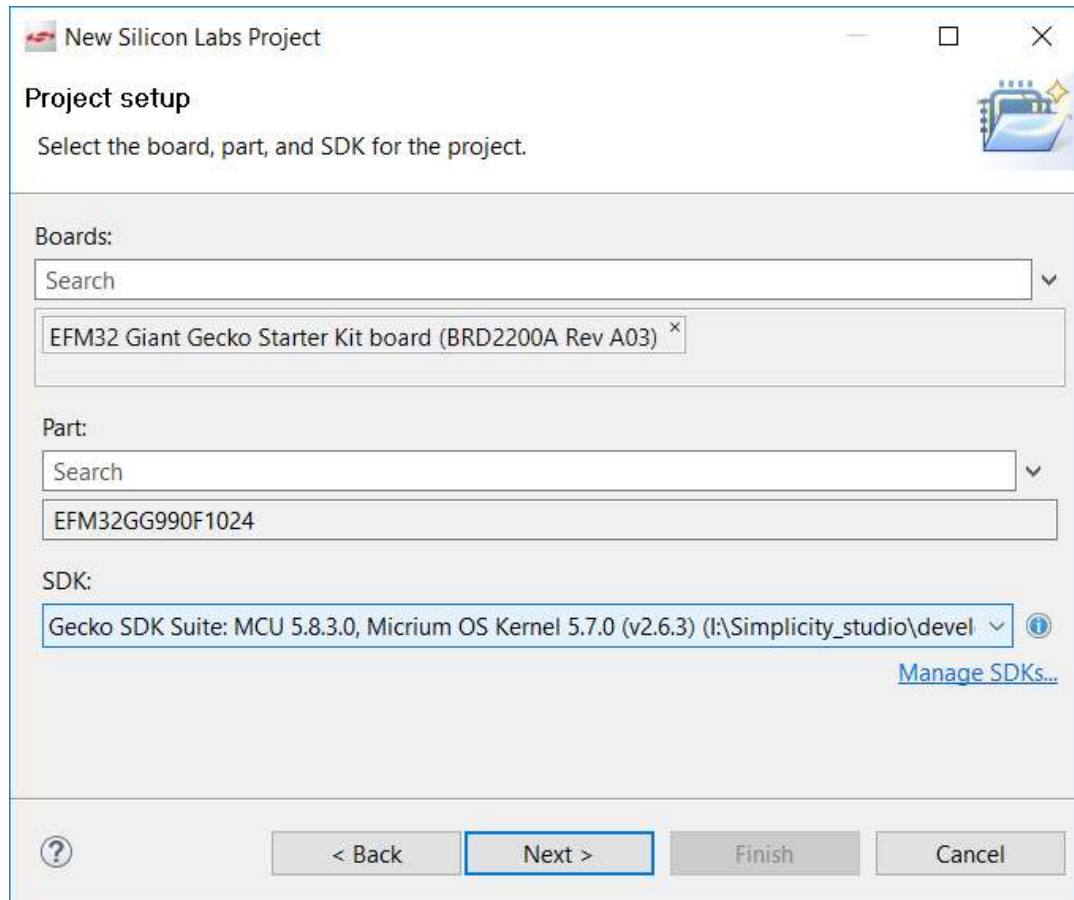 New Silicon Labs Project
Project setup
Select the board, part, and SDK for the project.
Boards:
Search
EFM32 Giant Gecko Starter Kit board (BRD2200A Rev A03) ×
Part:
Search
EFM32GG990F1024
SDK:
Gecko SDK Suite: MCU 5.8.3.0, Micrium OS Kernel 5.7.0 (v2.6.3) (I:\Simplicity_studio\devel
Manage SDKs...
< Back Next > Finish Cancel